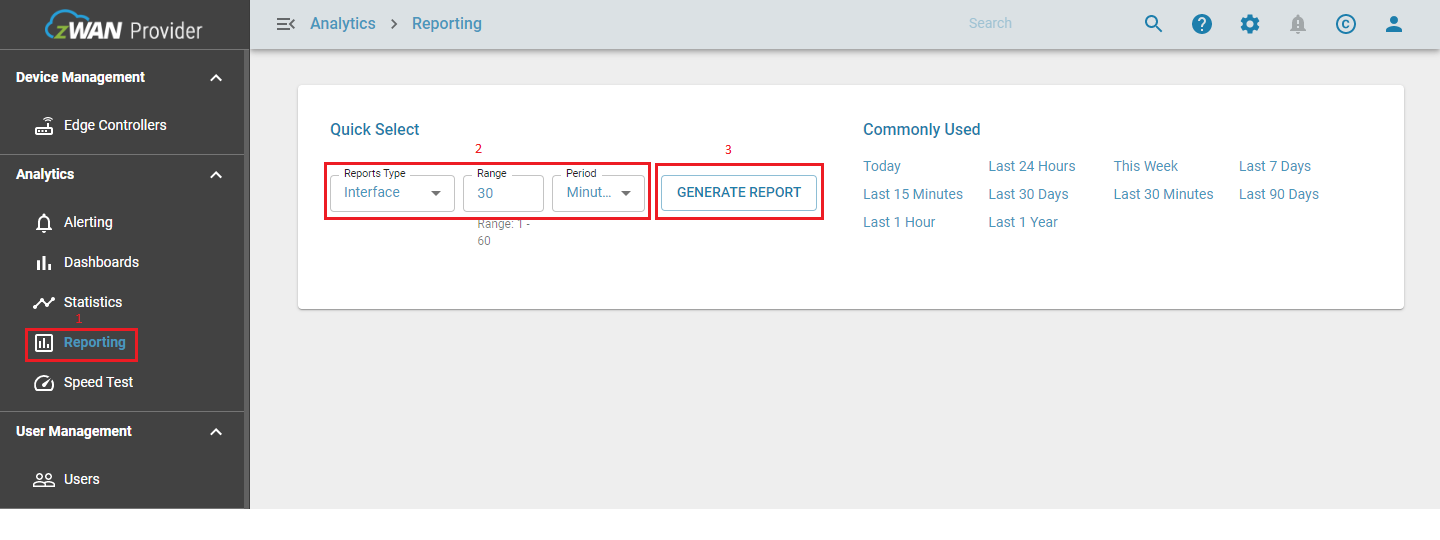 zWAN Provider
Analytics > Reporting
Search
Device Management
Edge Controllers
Analytics
Alerting
Dashboards
Statistics
1
Reporting
Speed Test
User Management
Users
Quick Select
2
3
Reports Type
Interface
Range
30
Period
Minut...
GENERATE REPORT
Range: 1 -
60
Commonly Used
Today Last 24 Hours This Week Last 7 Days
Last 15 Minutes Last 30 Days Last 30 Minutes Last 90 Days
Last 1 Hour Last 1 Year